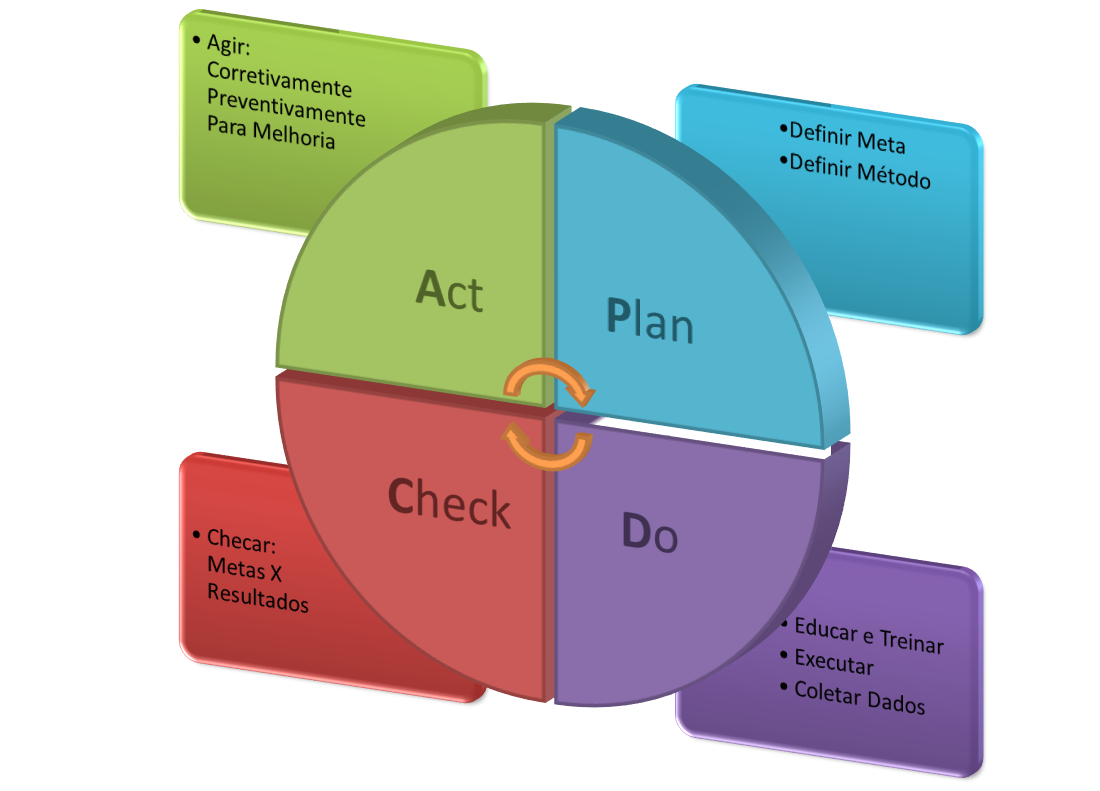 • Agir:
Corretivamente
Preventivamente
Para Melhoria
•Definir Meta
•Definir Método
Act
Plan
Check
Do
• Checar:
Metas X
Resultados
• Educar e Treinar
• Executar
• Coletar Dados